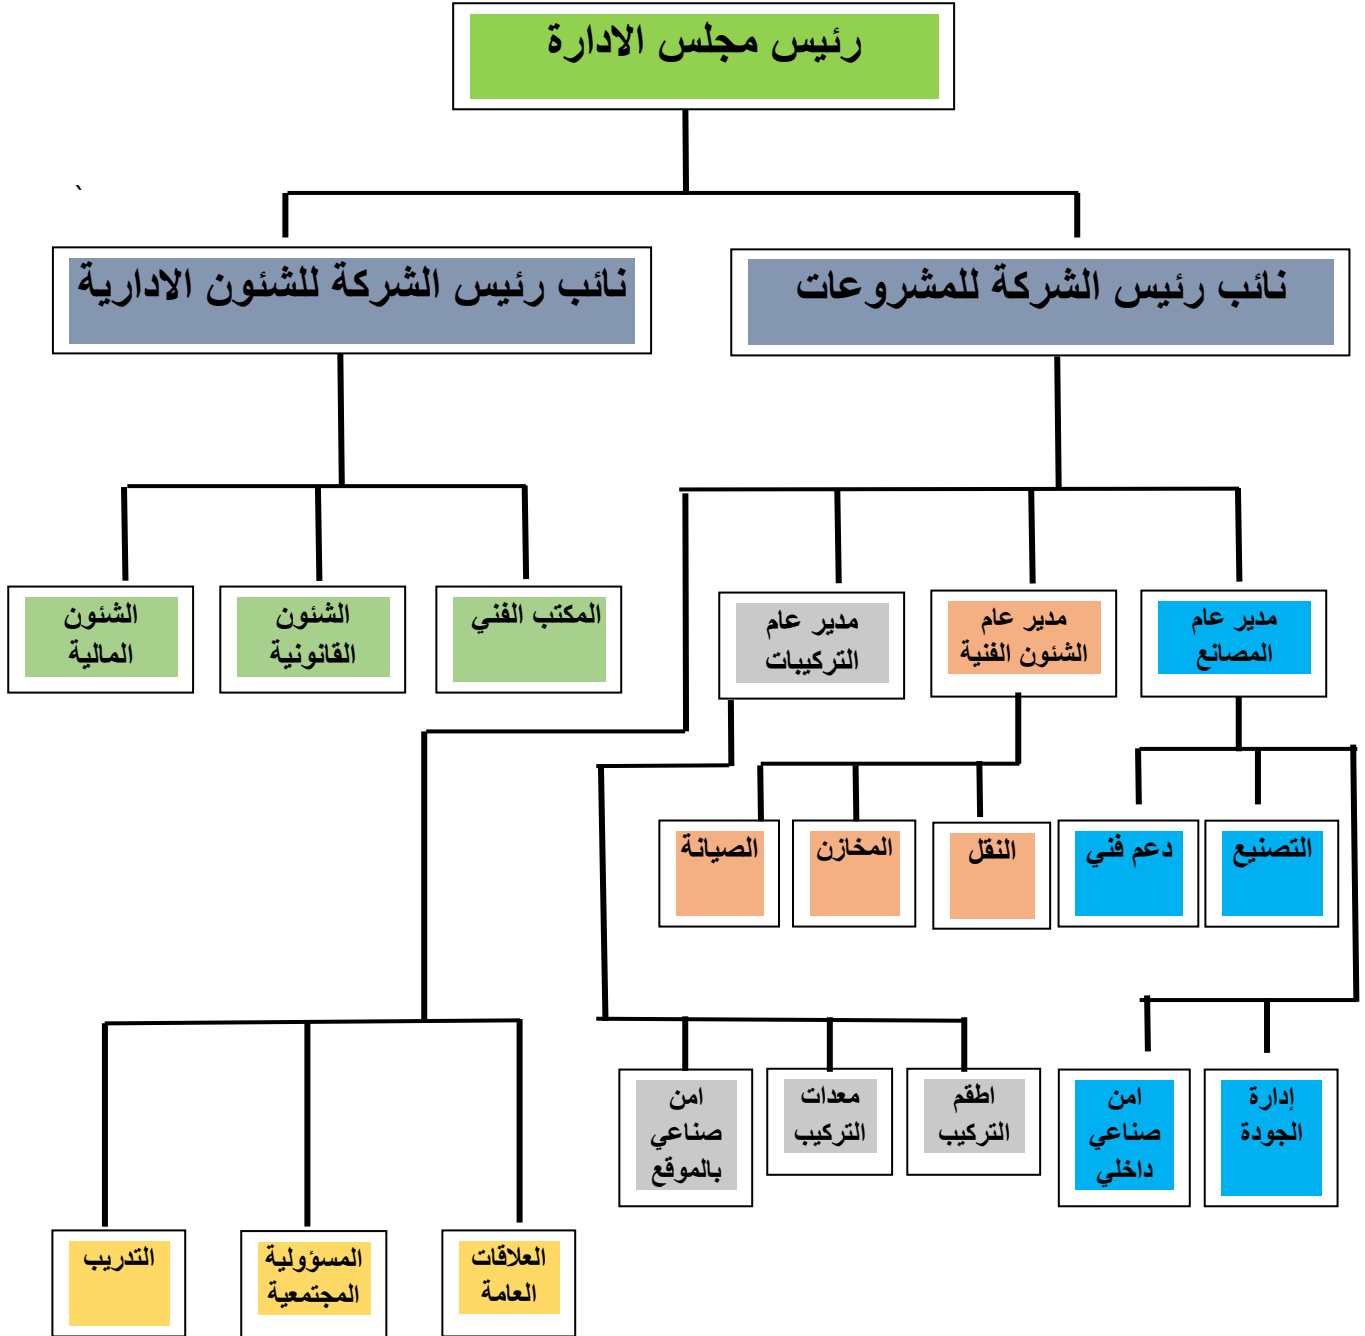 رئيس مجلس الادارة
`
نائب رئيس الشركة للمشروعات
نائب رئيس الشركة للشئون الادارية
مدير عام
المصانع
مدير عام
الشئون الفنية
مدير عام
التركيبات
المكتب الفني
الشئون
القانونية
الشئون
المالية
التصنيع
دعم فني
النقل
المخازن
الصيانة
إدارة
الجودة
امن
صناعي
داخلي
اطقم
التركيب
معدات
التركيب
امن
صناعي
بالموقع
العلاقات
العامة
المسؤولية
المجتمعية
التدريب